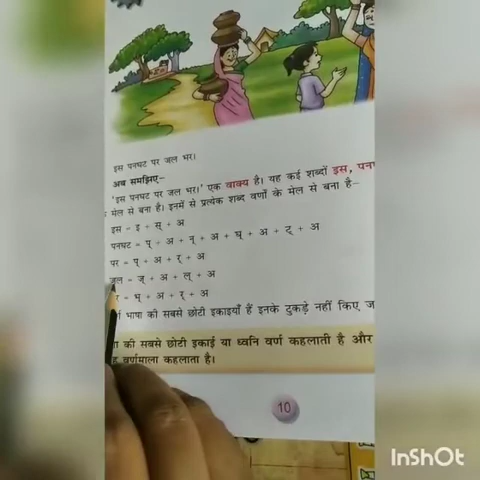 इस पनघट पर जल भर।
अब समझिए–
'इस पनघट पर जल भर।' एक वाक्य है। यह कई शब्दों इस,
मेल से बना है। इनमें से प्रत्येक शब्द वर्णों के मेल से बना है–
इस = इ + स् + अ
पनघट = प् + अ + न् + अ + घ् + अ + ट् + अ
पर = प् + अ + र् + अ
जल = ज् + अ + ल् + अ
= भ् + अ + र् + अ
भाषा की सबसे छोटी इकाइयाँ हैं इनके टुकड़े नहीं किए
की सबसे छोटी इकाई या ध्वनि वर्ण कहलाती है और
वर्णमाला कहलाता है।
10
InShOt